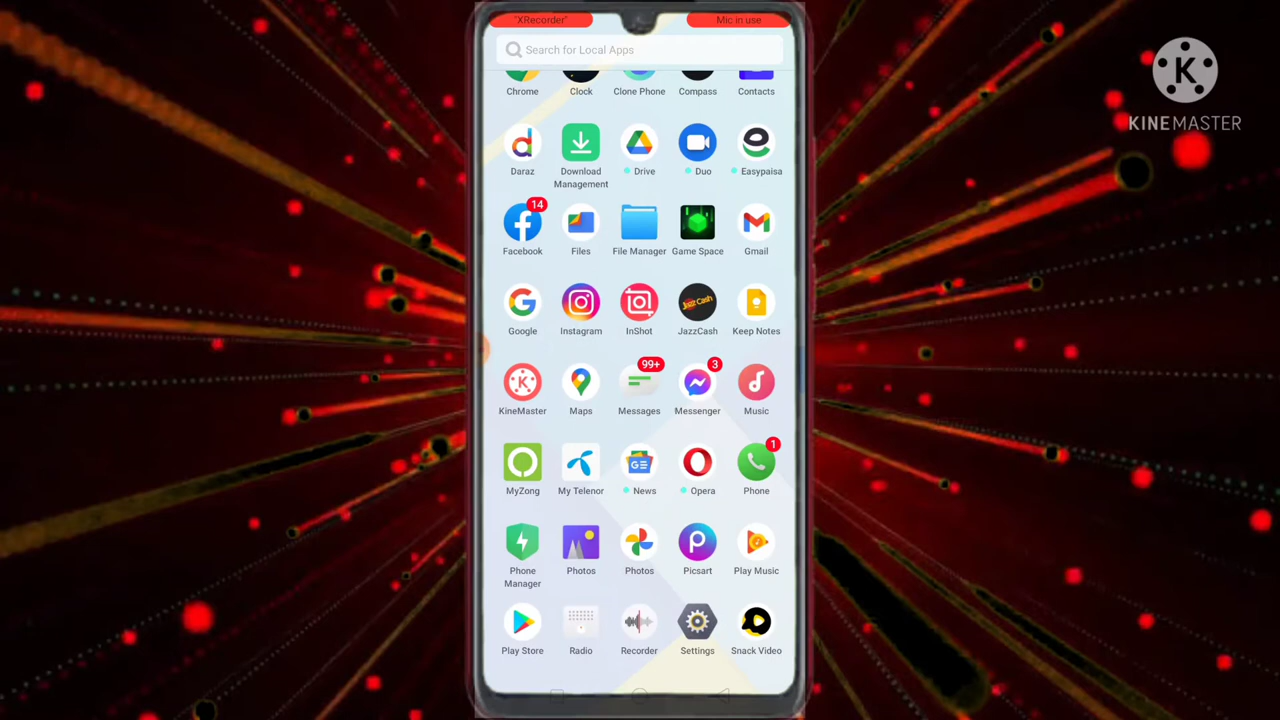 "XRecorder"
Mic in use
Search for Local Apps
Chrome
Clock
Clone Phone
Compass
Contacts
Daraz
Download
Management
Drive
Duo
Easypaisa
14
Facebook
Files
File Manager
Game Space
Gmail
Google
Instagram
InShot
Jazz Cash
JazzCash
Keep Notes
K
KineMaster
Maps
99+
Messages
3
Messenger
Music
MyZong
My Telenor
GE
News
Opera
1
Phone
Phone
Manager
Photos
Photos
Picsart
Play Music
Play Store
Radio
Recorder
Settings
Snack Video
K
KINEMASTER